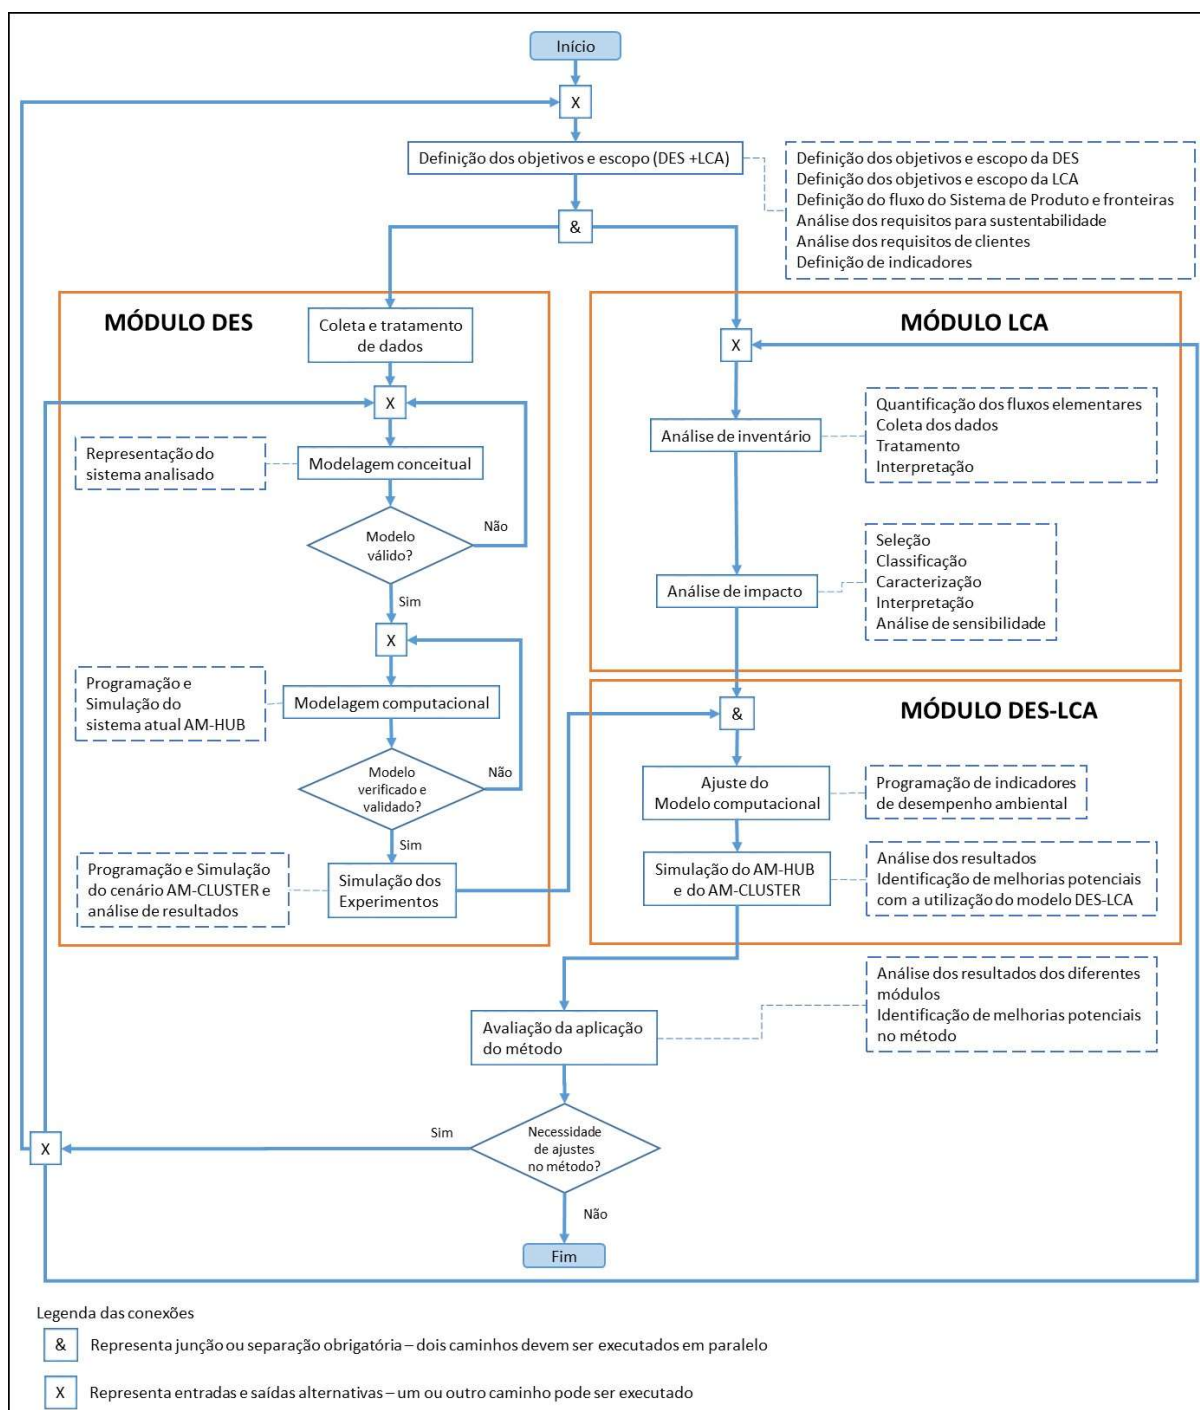 Início
X
Definição dos objetivos e escopo (DES +LCA)
Definição dos objetivos e escopo da DES
Definição dos objetivos e escopo da LCA
Definição do fluxo do Sistema de Produto e fronteiras
Análise dos requisitos para sustentabilidade
Análise dos requisitos de clientes
Definição de indicadores
&
MÓDULO DES
Coleta e tratamento
de dados
X
Representação do
sistema analisado
Modelagem conceitual
Modelo
válido?
Não
Sim
X
Programação e
Simulação do
sistema atual AM-HUB
Modelagem computacional
Modelo
verificado e
validado?
Não
Sim
Programação e Simulação
do cenário AM-CLUSTER e
análise de resultados
Simulação dos
Experimentos
MÓDULO LCA
X
Análise de inventário
Quantificação dos fluxos elementares
Coleta dos dados
Tratamento
Interpretação
Análise de impacto
Seleção
Classificação
Caracterização
Interpretação
Análise de sensibilidade
MÓDULO DES-LCA
&
Ajuste do
Modelo computacional
Programação de indicadores
de desempenho ambiental
Simulação do AM-HUB
e do AM-CLUSTER
Análise dos resultados
Identificação de melhorias potenciais
com a utilização do modelo DES-LCA
Avaliação da aplicação
do método
Análise dos resultados dos diferentes
módulos
Identificação de melhorias potenciais
no método
Necessidade
de ajustes
no método?
Sim
X
Não
Fim
Legenda das conexões
& Representa junção ou separação obrigatória – dois caminhos devem ser executados em paralelo
X Representa entradas e saídas alternativas – um ou outro caminho pode ser executado